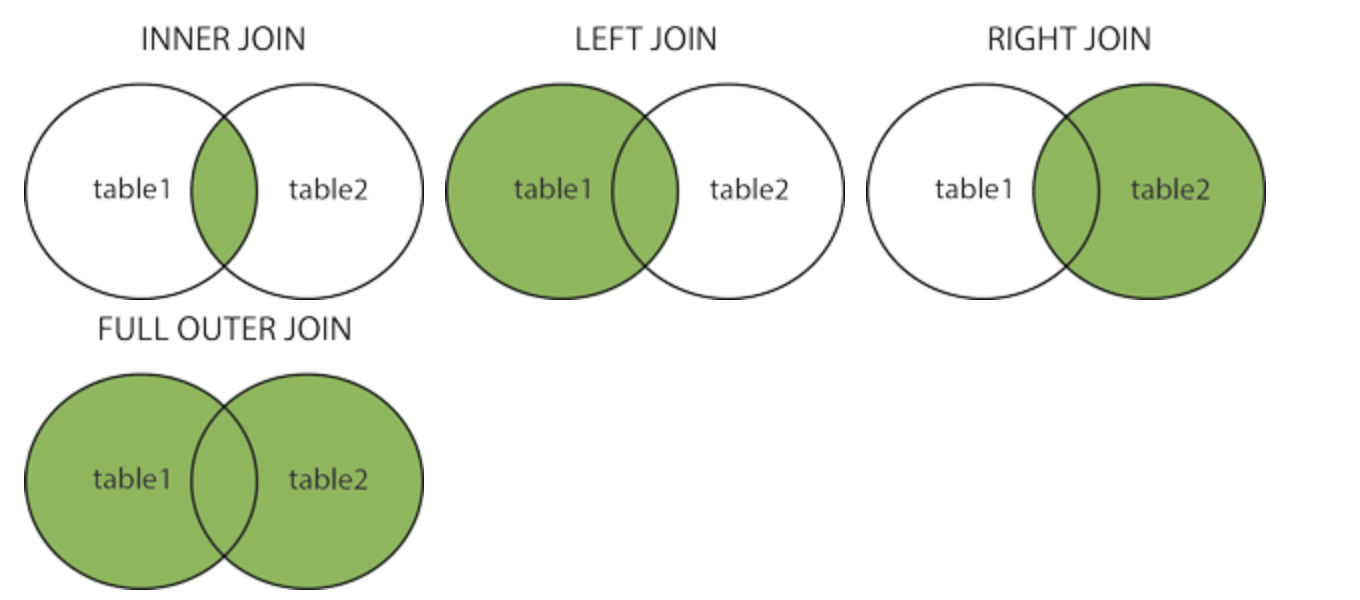 INNER JOIN
LEFT JOIN
RIGHT JOIN
table1 table2
table1 table2
table1 table2
FULL OUTER JOIN
table1 table2